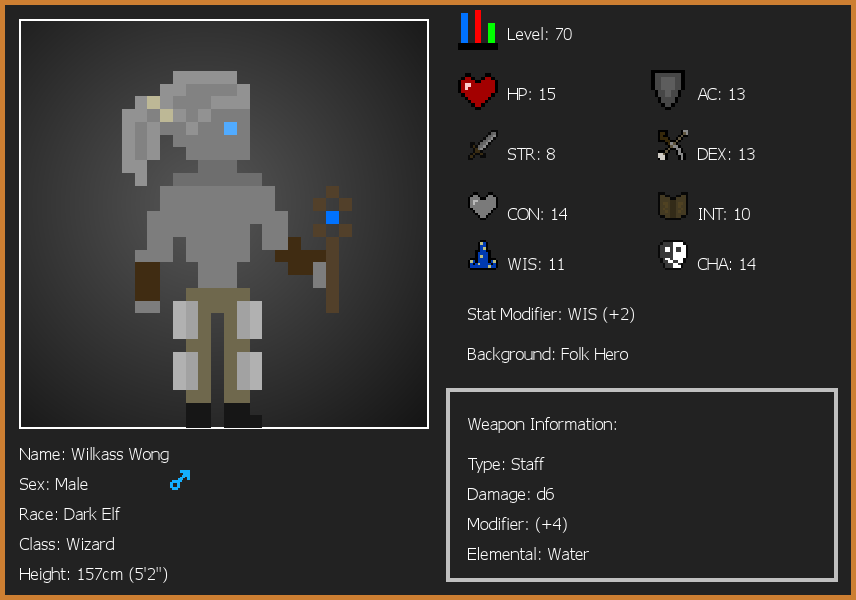 Level: 70
HP: 15
AC: 13
STR: 8
DEX: 13
CON: 14
INT: 10
WIS: 11
CHA: 14
Stat Modifier: WIS (+2)
Background: Folk Hero
Weapon Information:
Type: Staff
Damage: d6
Modifier: (+4)
Elemental: Water
Name: Wilkass Wong
Sex: Male
Race: Dark Elf
Class: Wizard
Height: 157cm (5'2")